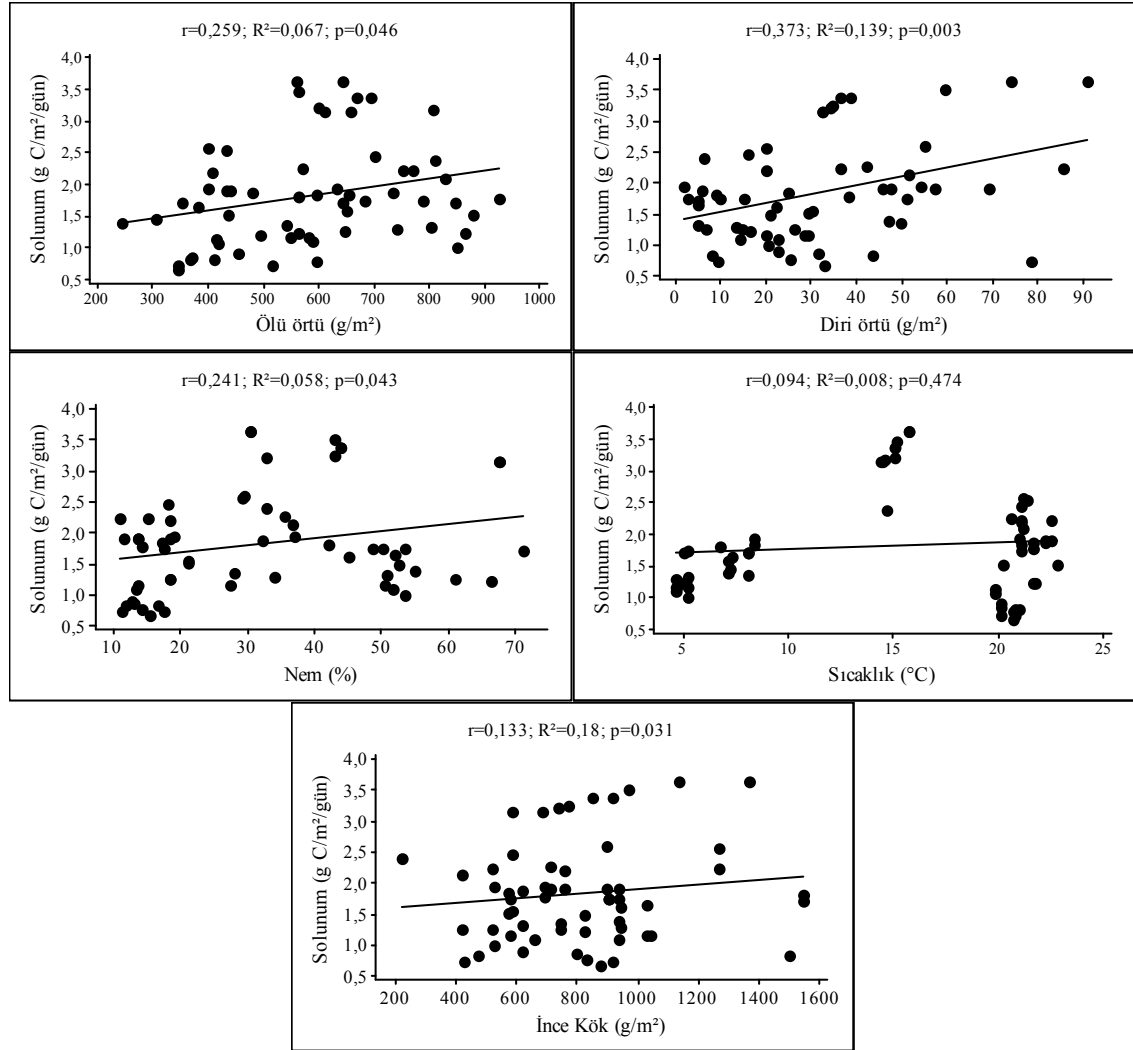 r=0,259; R²=0,067; p=0,046
Solunum (g C/m²/gün)
4,0
3,5
3,0
2,5
2,0
1,5
1,0
0,5
200 300 400 500 600 700 800 900 1000
Ölü örtü (g/m²)
r=0,373; R²=0,139; p=0,003
Solunum (g C/m²/gün)
4,0
3,5
3,0
2,5
2,0
1,5
1,0
0,5
0 10 20 30 40 50 60 70 80 90
Diri örtü (g/m²)
r=0,241; R²=0,058; p=0,043
Solunum (g C/m²/gün)
4,0
3,5
3,0
2,5
2,0
1,5
1,0
0,5
10 20 30 40 50 60 70
Nem (%)
r=0,094; R²=0,008; p=0,474
Solunum (g C/m²/gün)
4,0
3,5
3,0
2,5
2,0
1,5
1,0
0,5
5 10 15 20 25
Sıcaklık (°C)
r=0,133; R²=0,18; p=0,031
Solunum (g C/m²/gün)
4,0
3,5
3,0
2,5
2,0
1,5
1,0
0,5
200 400 600 800 1000 1200 1400 1600
İnce Kök (g/m²)